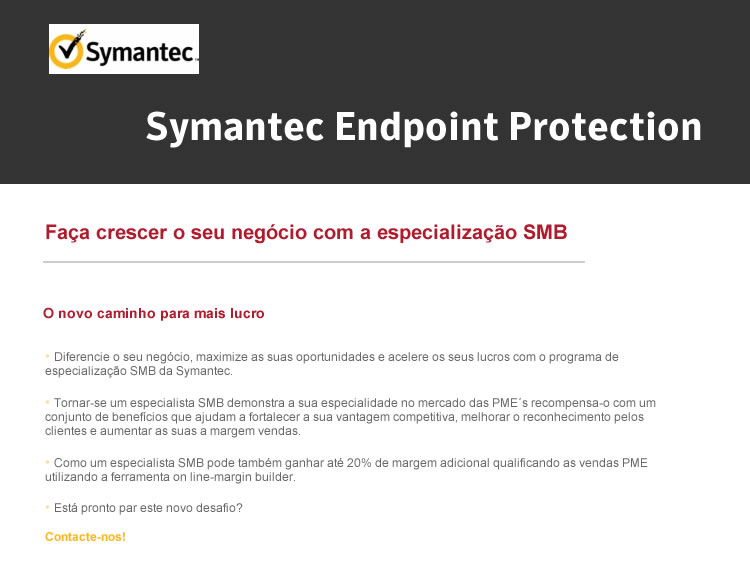 Symantec.
Symantec Endpoint Protection
Faça crescer o seu negócio com a especialização SMB
O novo caminho para mais lucro
• Diferencie o seu negócio, maximize as suas oportunidades e acelere os seus lucros com o programa de
especialização SMB da Symantec.
• Tornar-se um especialista SMB demonstra a sua especialidade no mercado das PME´s recompensa-o com um
conjunto de benefícios que ajudam a fortalecer a sua vantagem competitiva, melhorar o reconhecimento pelos
clientes e aumentar as suas a margem vendas.
• Como um especialista SMB pode também ganhar até 20% de margem adicional qualificando as vendas PME
utilizando a ferramenta on line-margin builder.
• Está pronto par este novo desafio?
Contacte-nos!